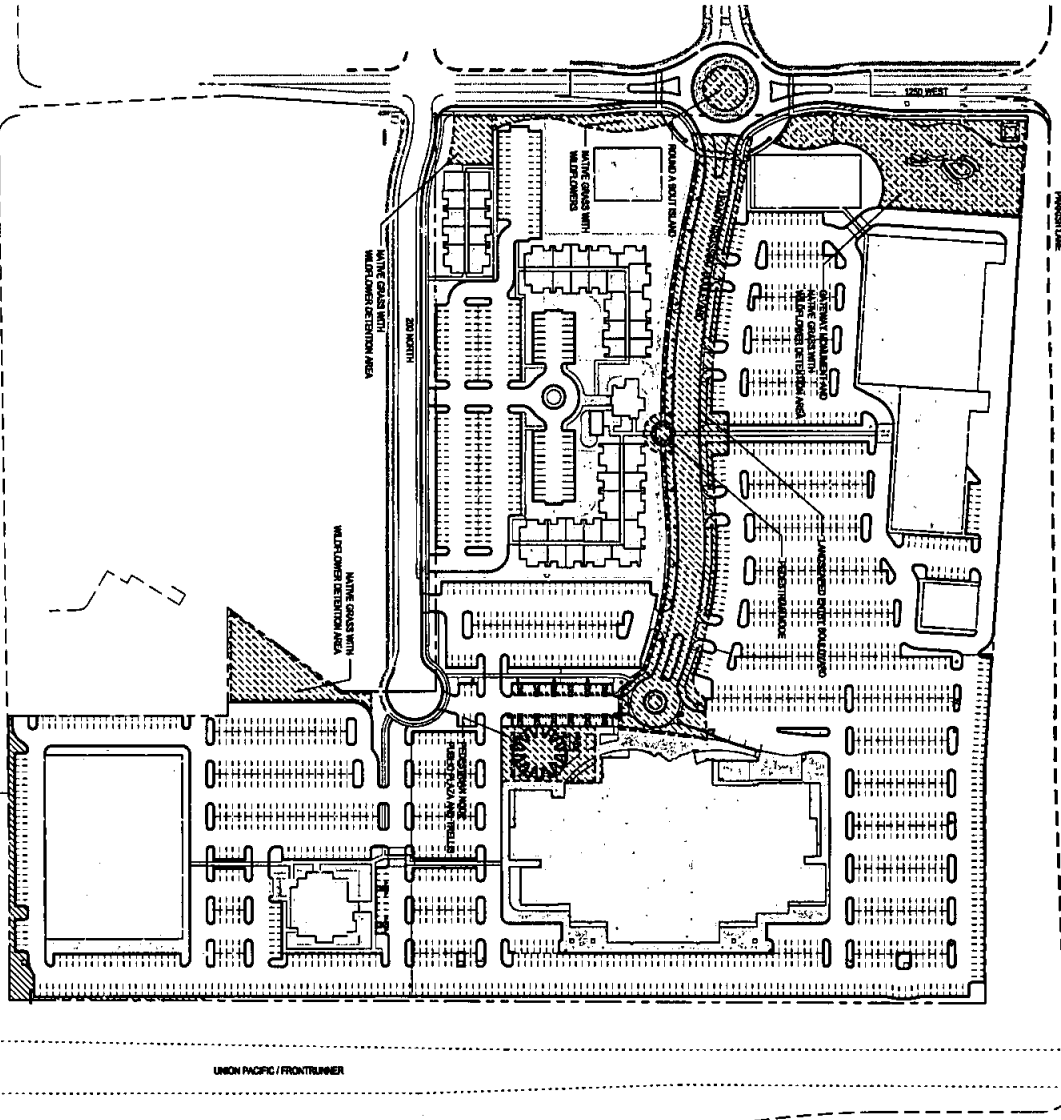 1250 WEST
NATIVE GRASS WITH
WILDFLOWERS
ROUND A BOUT ISLAND
NATIVE GRASS WITH
WILDFLOWER DETENTION AREA
200 NORTH
GATEWAY MONUMENT AND
NATIVE GRASS WITH
WILDFLOWER DETENTION AREA
LANDSCAPED ENTRY BOULEVARD
PEDESTRIAN NODE
NATIVE GRASS WITH
WILDFLOWER DETENTION AREA
PEDESTRIAN NODE
PUBLIC PLAZA AND TRELLIS
UNION PACIFIC / FRONTRUNNER